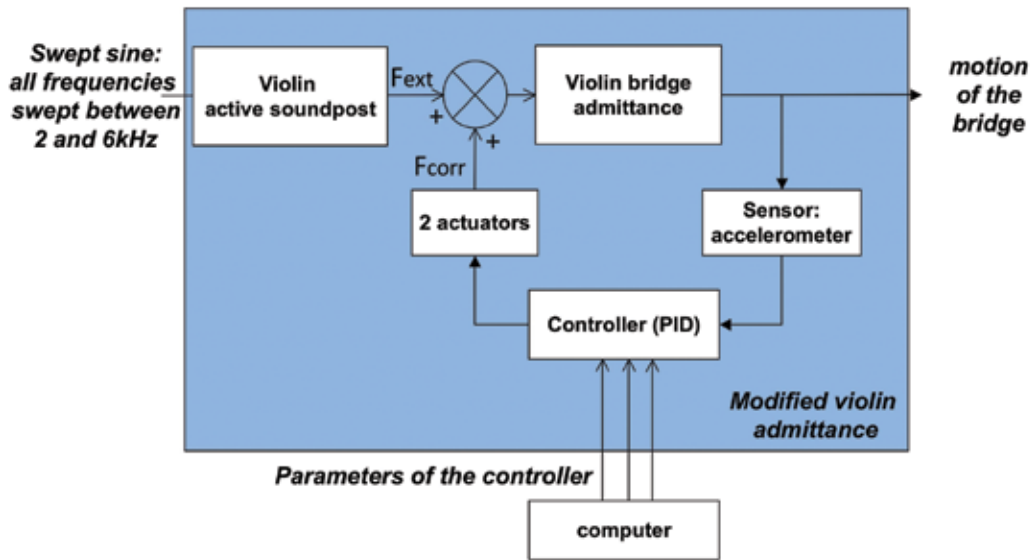 Swept sine:
all frequencies
swept between
2 and 6kHz
Violin
active soundpost
Fext
+
+
Fcorr
Violin bridge
admittance
motion
of the
bridge
2 actuators
Sensor:
accelerometer
Controller (PID)
Modified violin
admittance
Parameters of the controller
computer